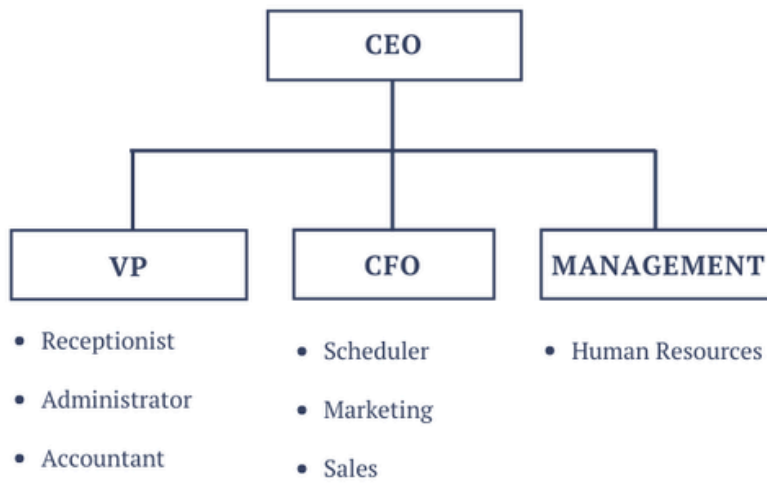 CEO
VP
CFO
MANAGEMENT
• Receptionist
• Administrator
• Accountant
• Scheduler
• Marketing
• Sales
• Human Resources